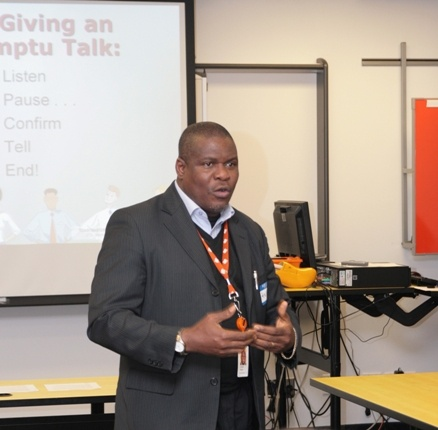 Giving an
mptu Talk:
Listen
Pause . . .
Confirm
Tell
End!